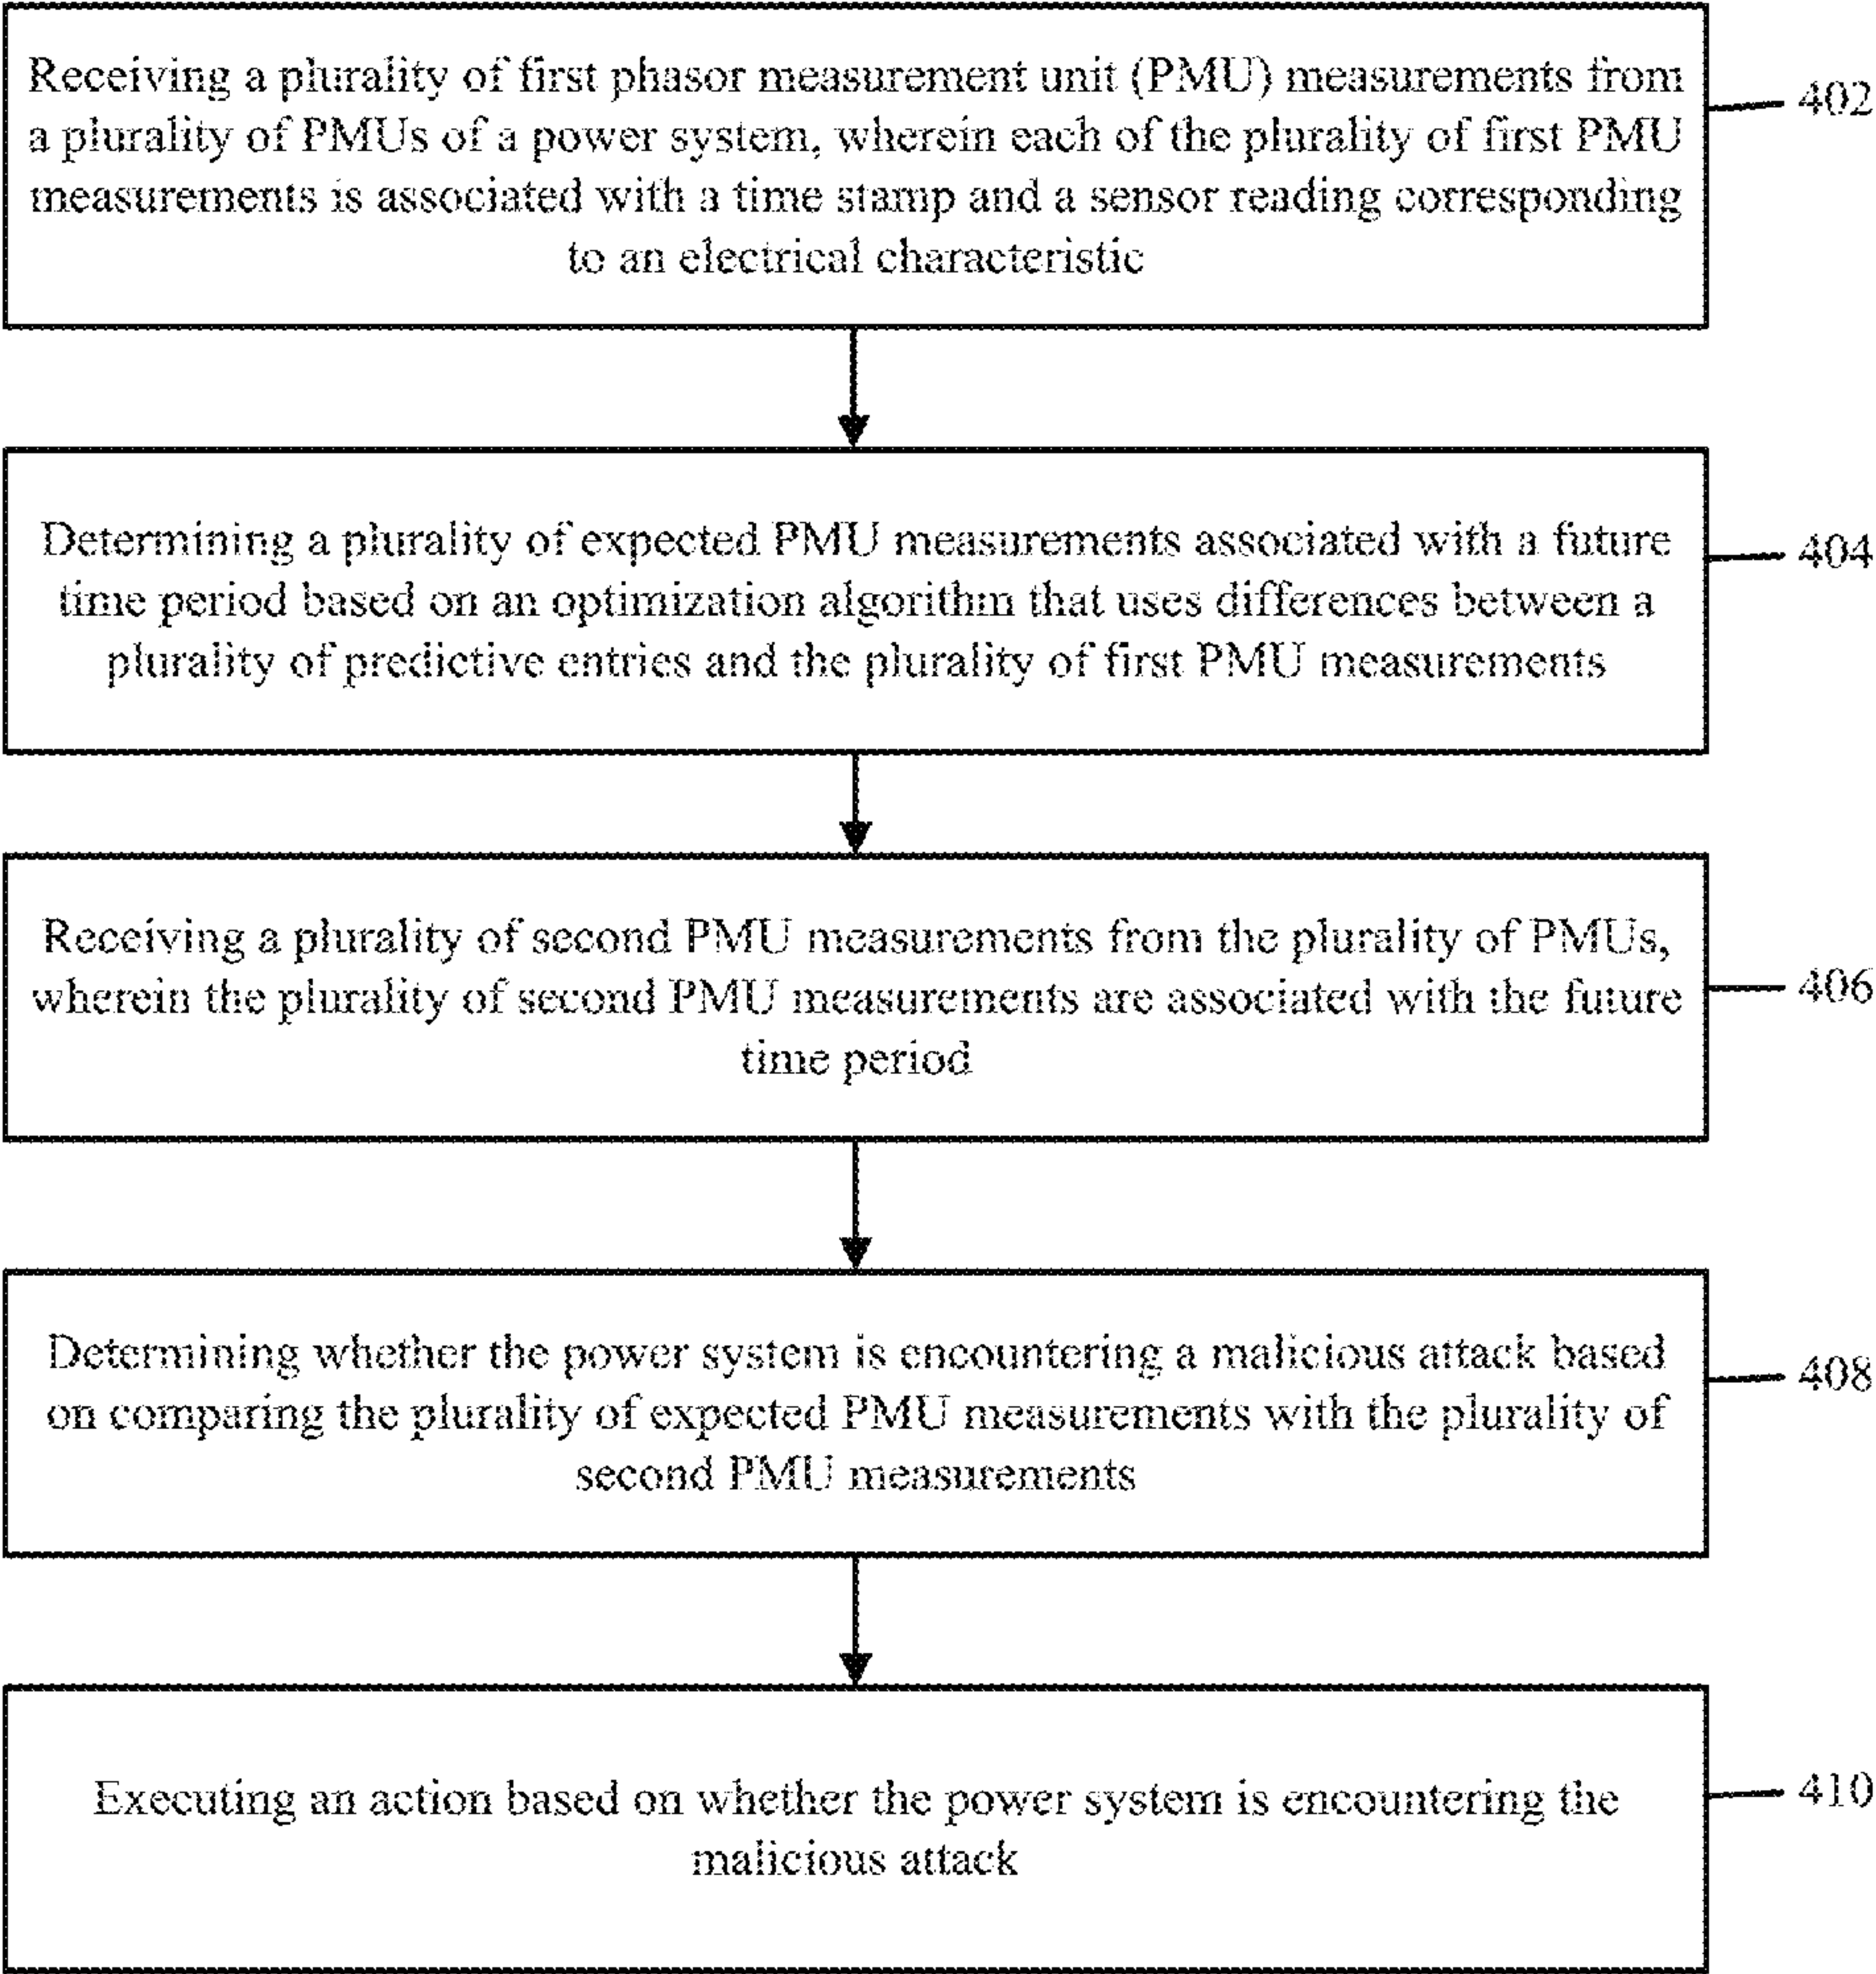 Receiving a plurality of first phasor measurement unit (PMU) measurements from
a plurality of PMUs of a power system, wherein each of the plurality of first PMU
measurements is associated with a time stamp and a sensor reading corresponding
to an electrical characteristic
402
Determining a plurality of expected PMU measurements associated with a future
time period based on an optimization algorithm that uses differences between a
plurality of predictive entries and the plurality of first PMU measurements
404
Receiving a plurality of second PMU measurements from the plurality of PMUs,
wherein the plurality of second PMU measurements are associated with the future
time period
406
Determining whether the power system is encountering a malicious attack based
on comparing the plurality of expected PMU measurements with the plurality of
second PMU measurements
408
Executing an action based on whether the power system is encountering the
malicious attack
410